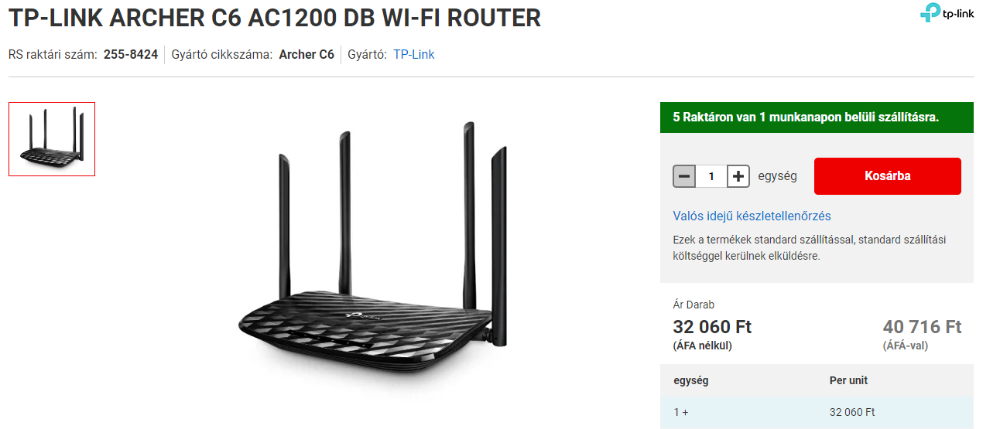 TP-LINK ARCHER C6 AC1200 DB WI-FI ROUTER
tp-link
RS raktári szám: 255-8424 Gyártó cikkszáma: Archer C6 Gyártó: TP-Link
5 Raktáron van 1 munkanapon belüli szállításra.
1 egység Kosárba
Valós idejű készletellenőrzés
Ezek a termékek standard szállítással, standard szállítási
költséggel kerülnek elküldésre.
tp-link
Ár Darab
32 060 Ft 40 716 Ft
(ÁFA nélkül) (ÁFÁ-val)
egység Per unit
1 + 32 060 Ft